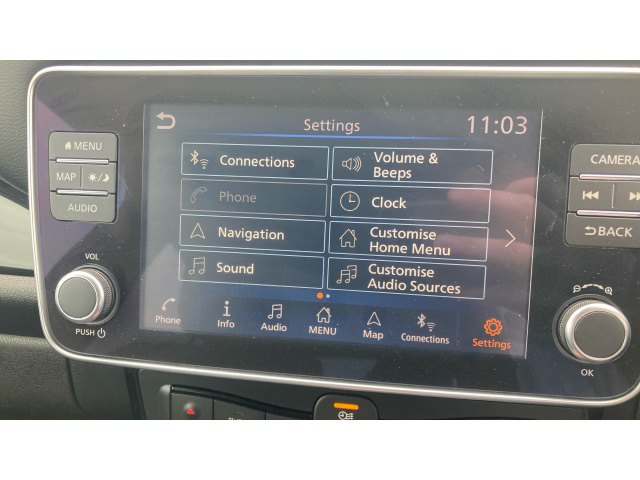 Settings
11:03
MENU
MAP
AUDIO
VOL
PUSH
Connections
Volume &
Beeps
Phone
Clock
Navigation
Customise
Home Menu
Sound
Customise
Audio Sources
Phone
Info
Audio
MENU
Map
Connections
Settings
CAMERA
BACK
OK